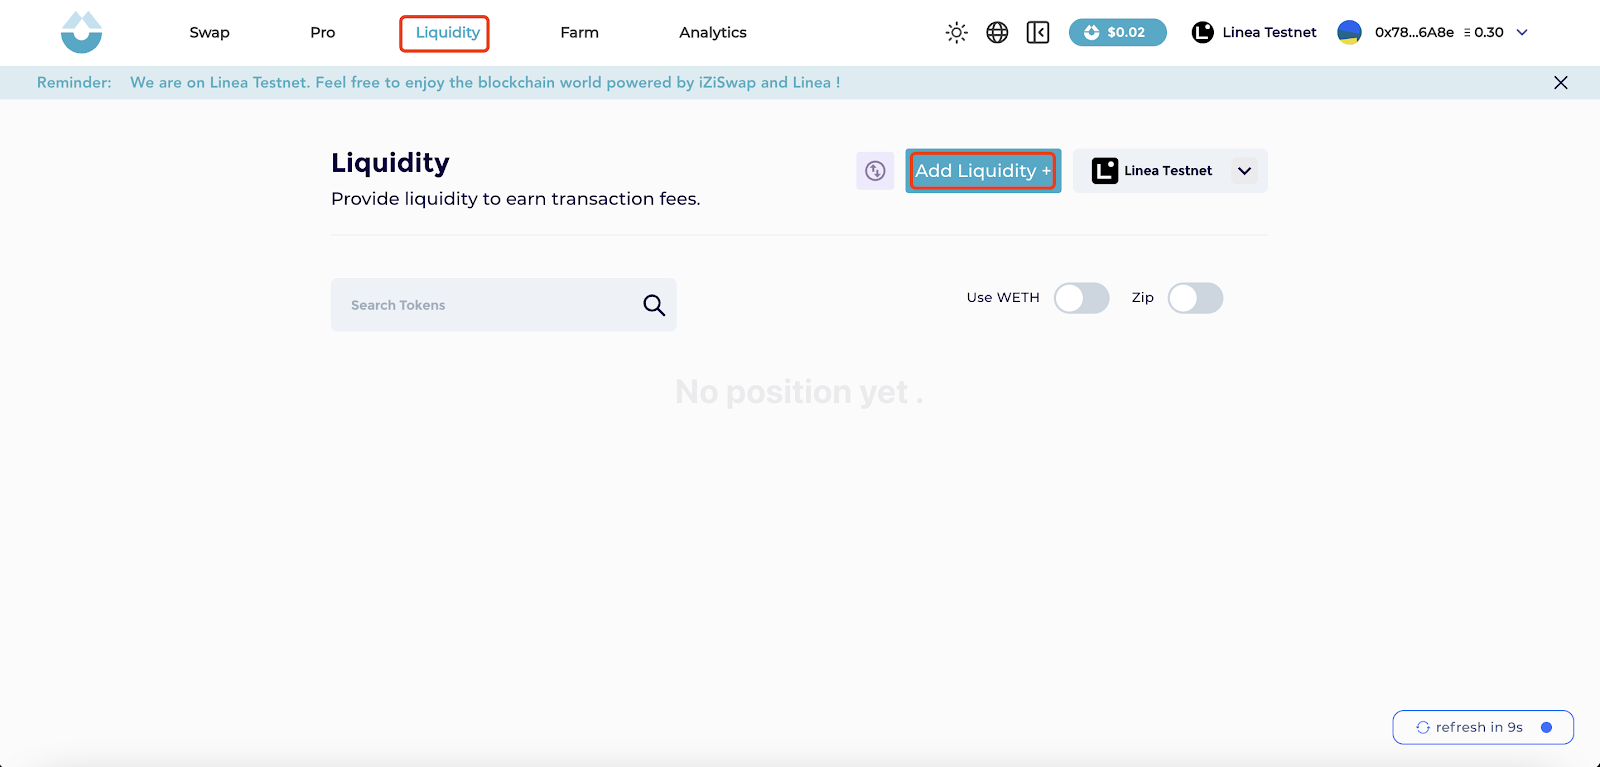 Swap Pro Liquidity Farm Analytics $0.02 Linea Testnet 0x78...6A8e 0.30
Reminder: We are on Linea Testnet. Feel free to enjoy the blockchain world powered by iZiSwap and Linea !
Liquidity
Provide liquidity to earn transaction fees.
Add Liquidity +
Linea Testnet
Search Tokens
Use WETH
Zip
No position yet .
refresh in 9s